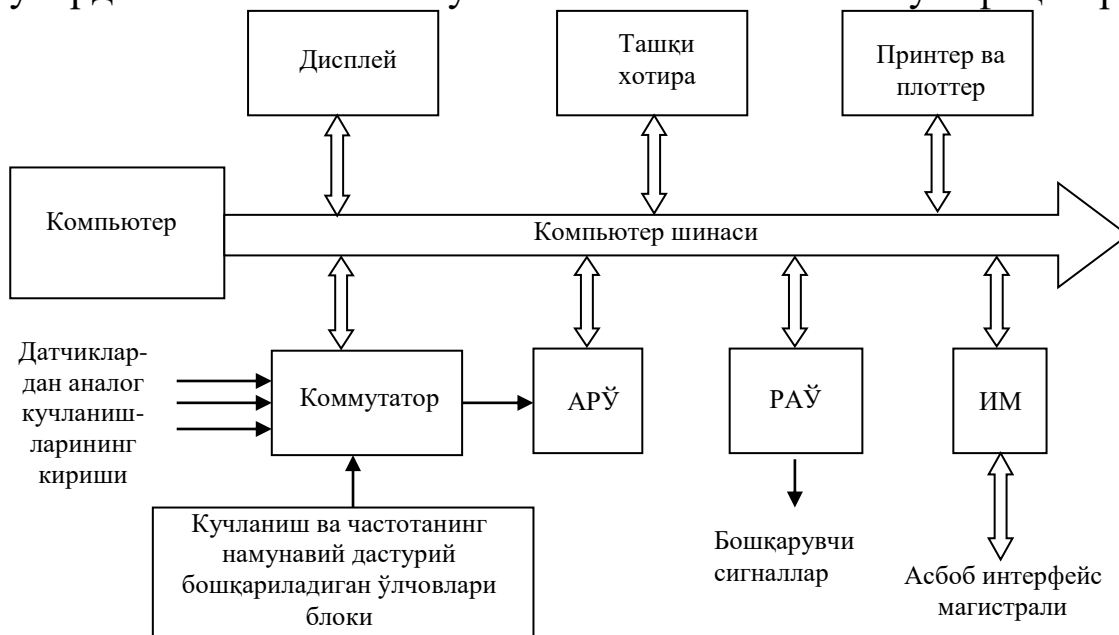 Дисплей
Ташқи
хотира
Принтер ва
плоттер
Компьютер
Компьютер шинаси
Датчиклар-
дан аналог
кучланиш-
ларининг
кириши
Коммутатор
АРЎ
РАЎ
ИМ
Кучланиш ва частотанинг
намунавий дастурий
бошқариладиган ўлчовлари
блоки
Бошқарувчи
сигналлар
Асбоб интерфейс
магистрали